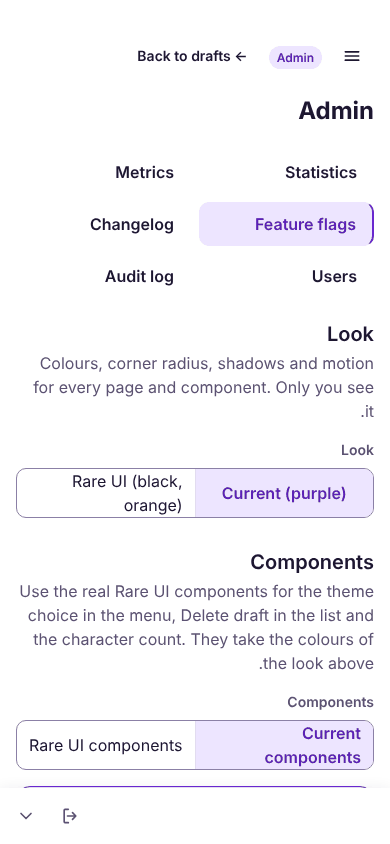 Admin
Back to drafts ←
Admin
Statistics
Metrics
Feature flags
Changelog
Users
Audit log
Look
Colours, corner radius, shadows and motion
for every page and component. Only you see
.it
Look
Current (purple)
Rare UI (black,
orange)
Components
Use the real Rare UI components for the theme
choice in the menu, Delete draft in the list and
the character count. They take the colours of
.the look above
Components
Current
components
Rare UI components